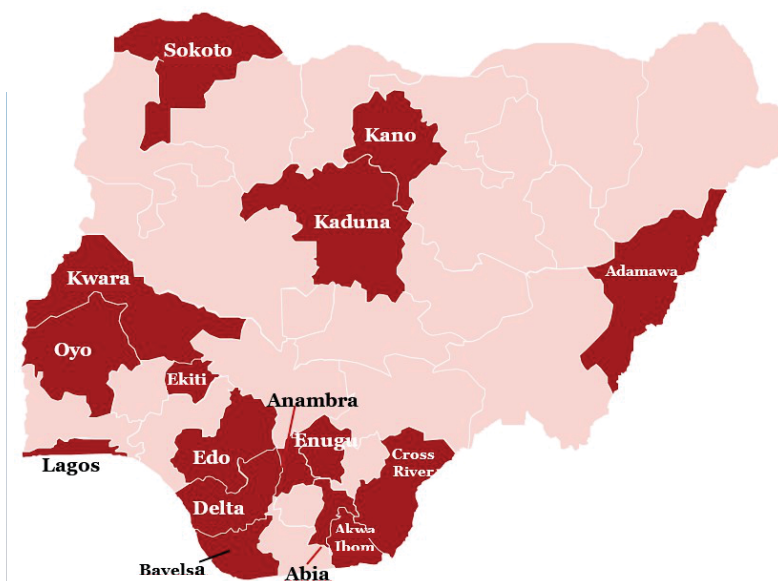 Sokoto
Kano
Kaduna
Kwara
Adamawa
Oyo
Ekiti
Anambra
Enugu
Edo
Cross
River
Lagos
Delta
Akwa
Ibom
Bayelsa
Abia